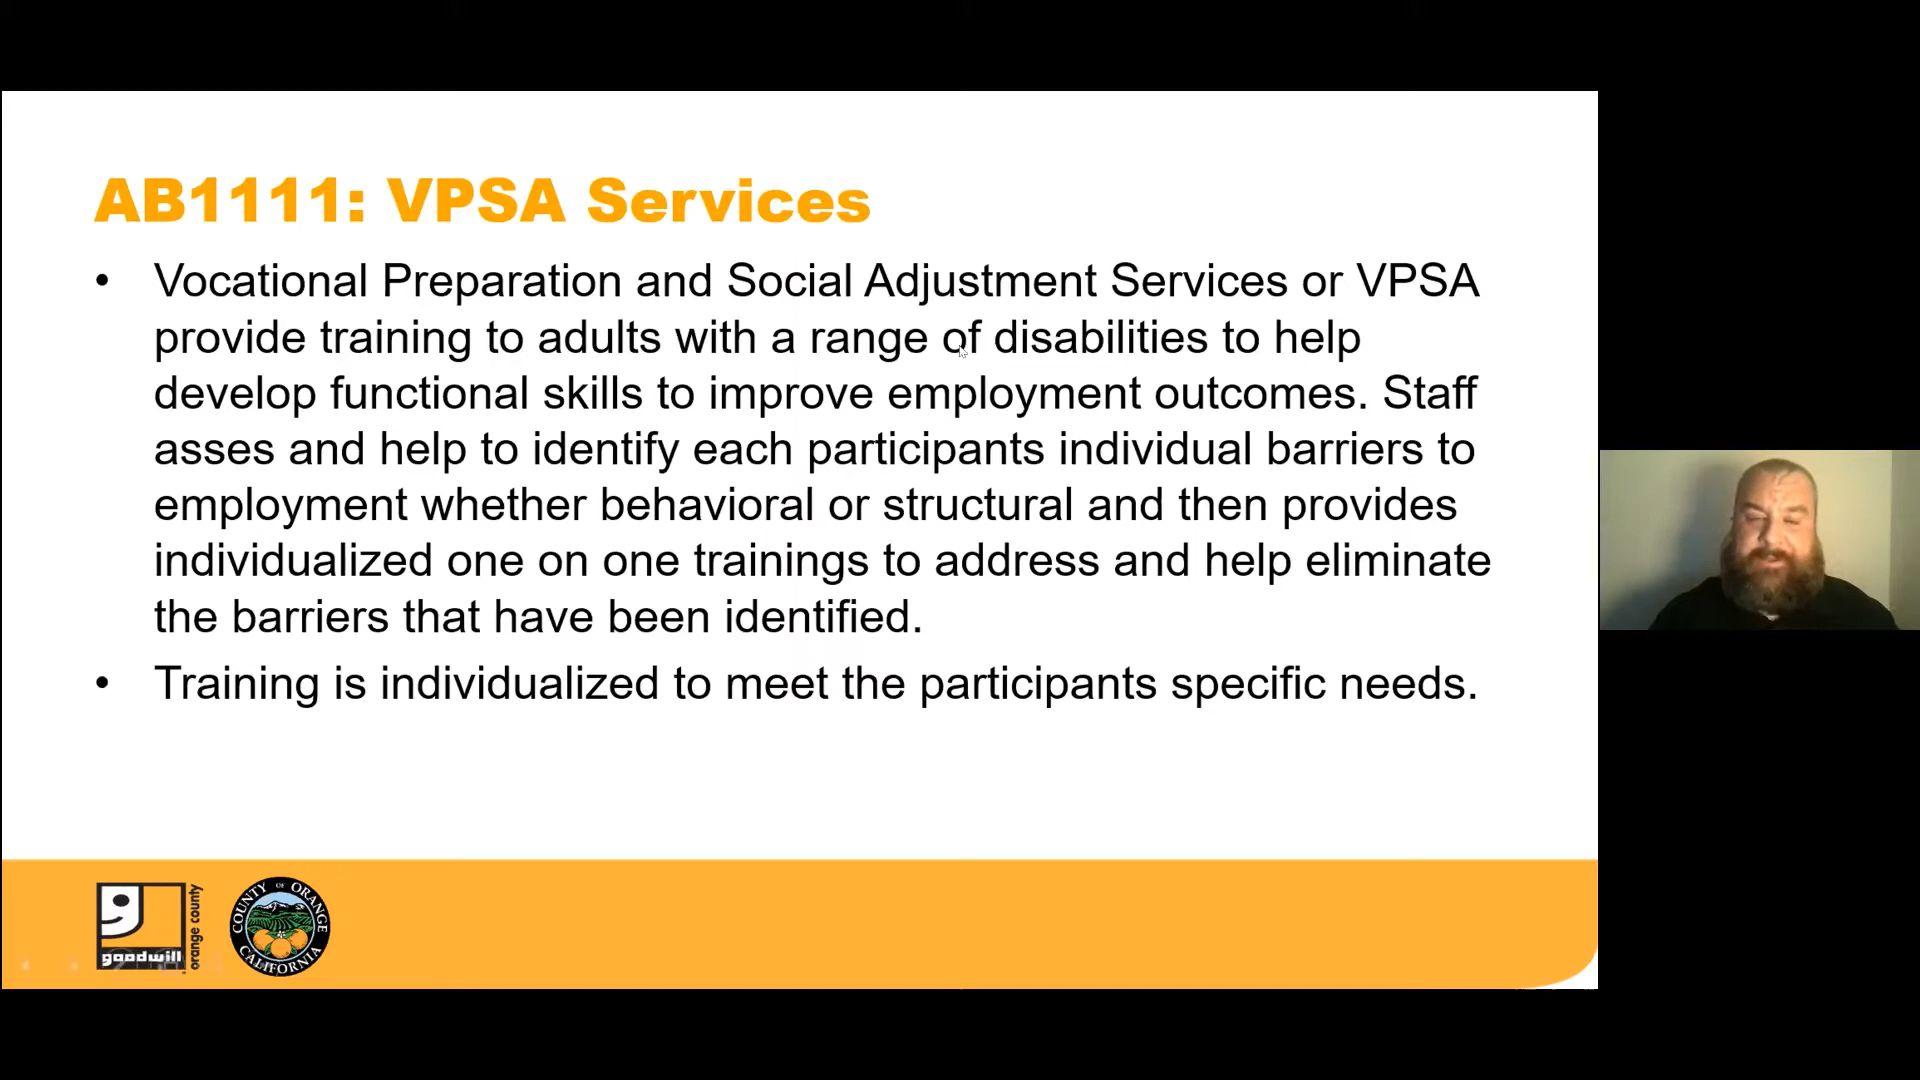 AB1111: VPSA Services
• Vocational Preparation and Social Adjustment Services or VPSA
provide training to adults with a range of disabilities to help
develop functional skills to improve employment outcomes. Staff
asses and help to identify each participants individual barriers to
employment whether behavioral or structural and then provides
individualized one on one trainings to address and help eliminate
the barriers that have been identified.
• Training is individualized to meet the participants specific needs.
goodwill
orange county
COUNTY OF ORANGE
CALIFORNIA